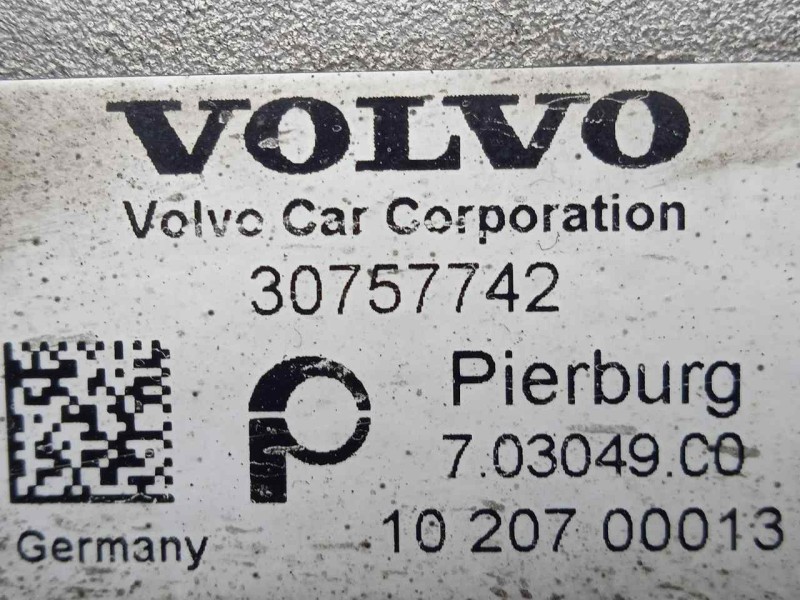 VOLVO
Volvo Car Corporation
30757742
Pierburg
7.03049.C0
Germany
10 207 00013